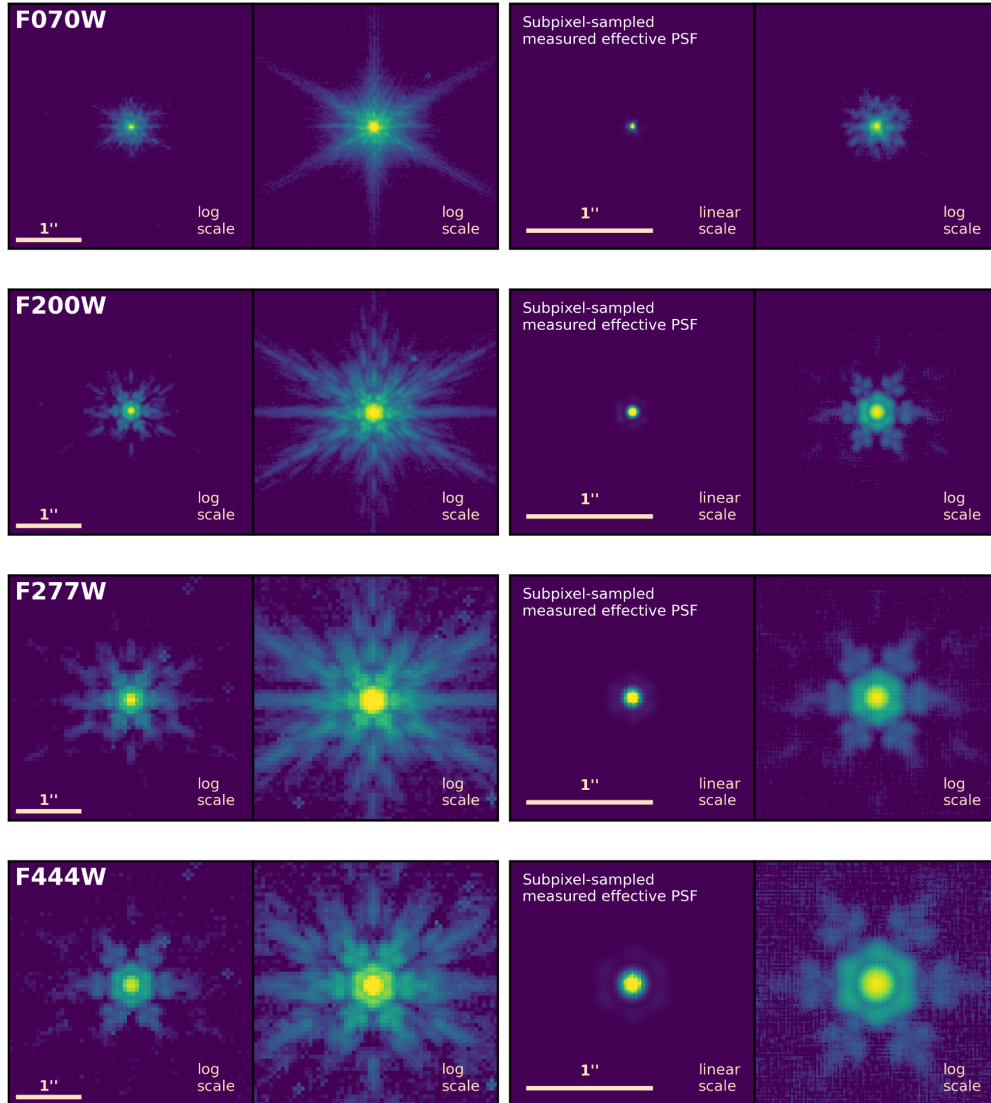 F070W
1''
log
scale
log
scale
Subpixel-sampled
measured effective PSF
1''
linear
scale
log
scale
F200W
1''
log
scale
log
scale
Subpixel-sampled
measured effective PSF
1''
linear
scale
log
scale
F277W
1''
log
scale
log
scale
Subpixel-sampled
measured effective PSF
1''
linear
scale
log
scale
F444W
1''
log
scale
log
scale
Subpixel-sampled
measured effective PSF
1''
linear
scale
log
scale